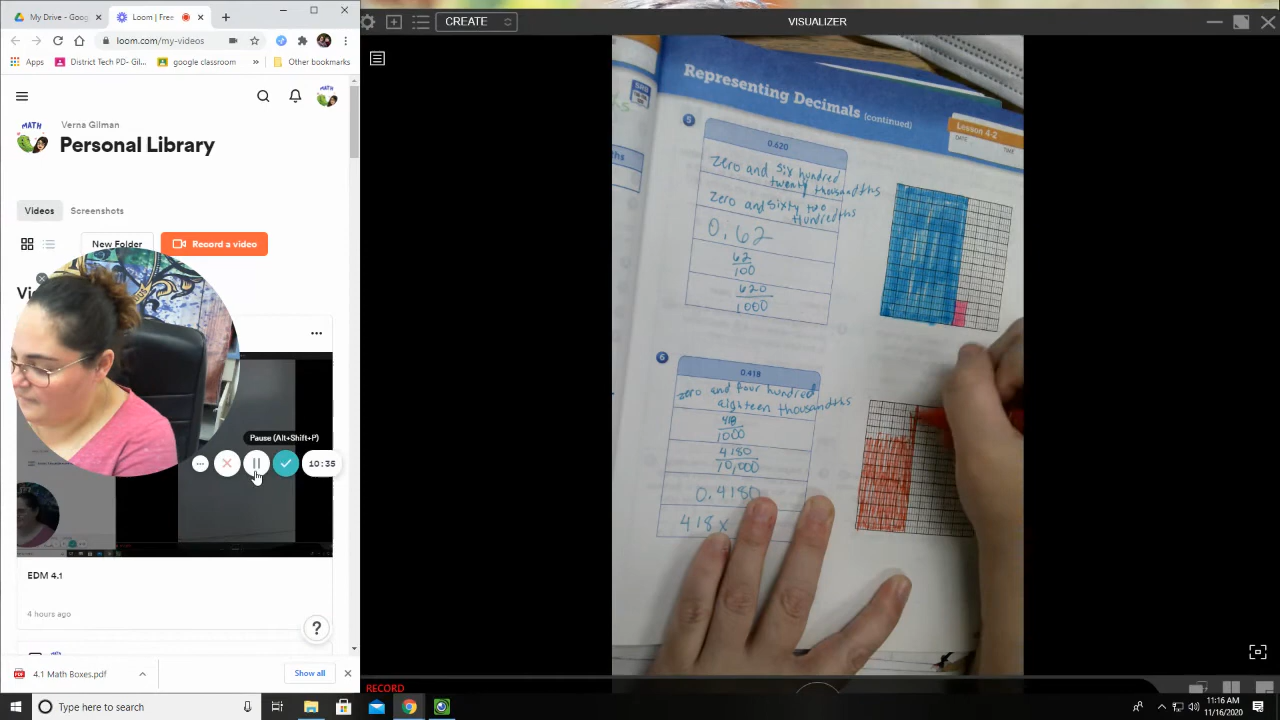 My Drive - Goog
Loom | Free
loom.com/my-videos
Apps
District Tech PD- Gil...
google classroom
Other bookmarks
MATH
Verna Gilman
Personal Library
Videos
Screenshots
New Folder
Record a video
Pause (Alt+Shift+P)
10:35
EDM 4.1
4 hours ago
?
4.1 Math Boxes.pdf
Show all
Type here to search
CREATE
VISUALIZER
Representing Decimals (continued)
Lesson 4-2
DATE
TIME
SRB
5
0.620
zero and six hundred
twenty thousandths
zero and sixty two
hundredths
0.62
62
100
620
1000
6
0.418
zero and four hundred
eighteen thousandths
418
1000
4180
10,000
0.4180
418 x
RECORD
11:16 AM
11/16/2020